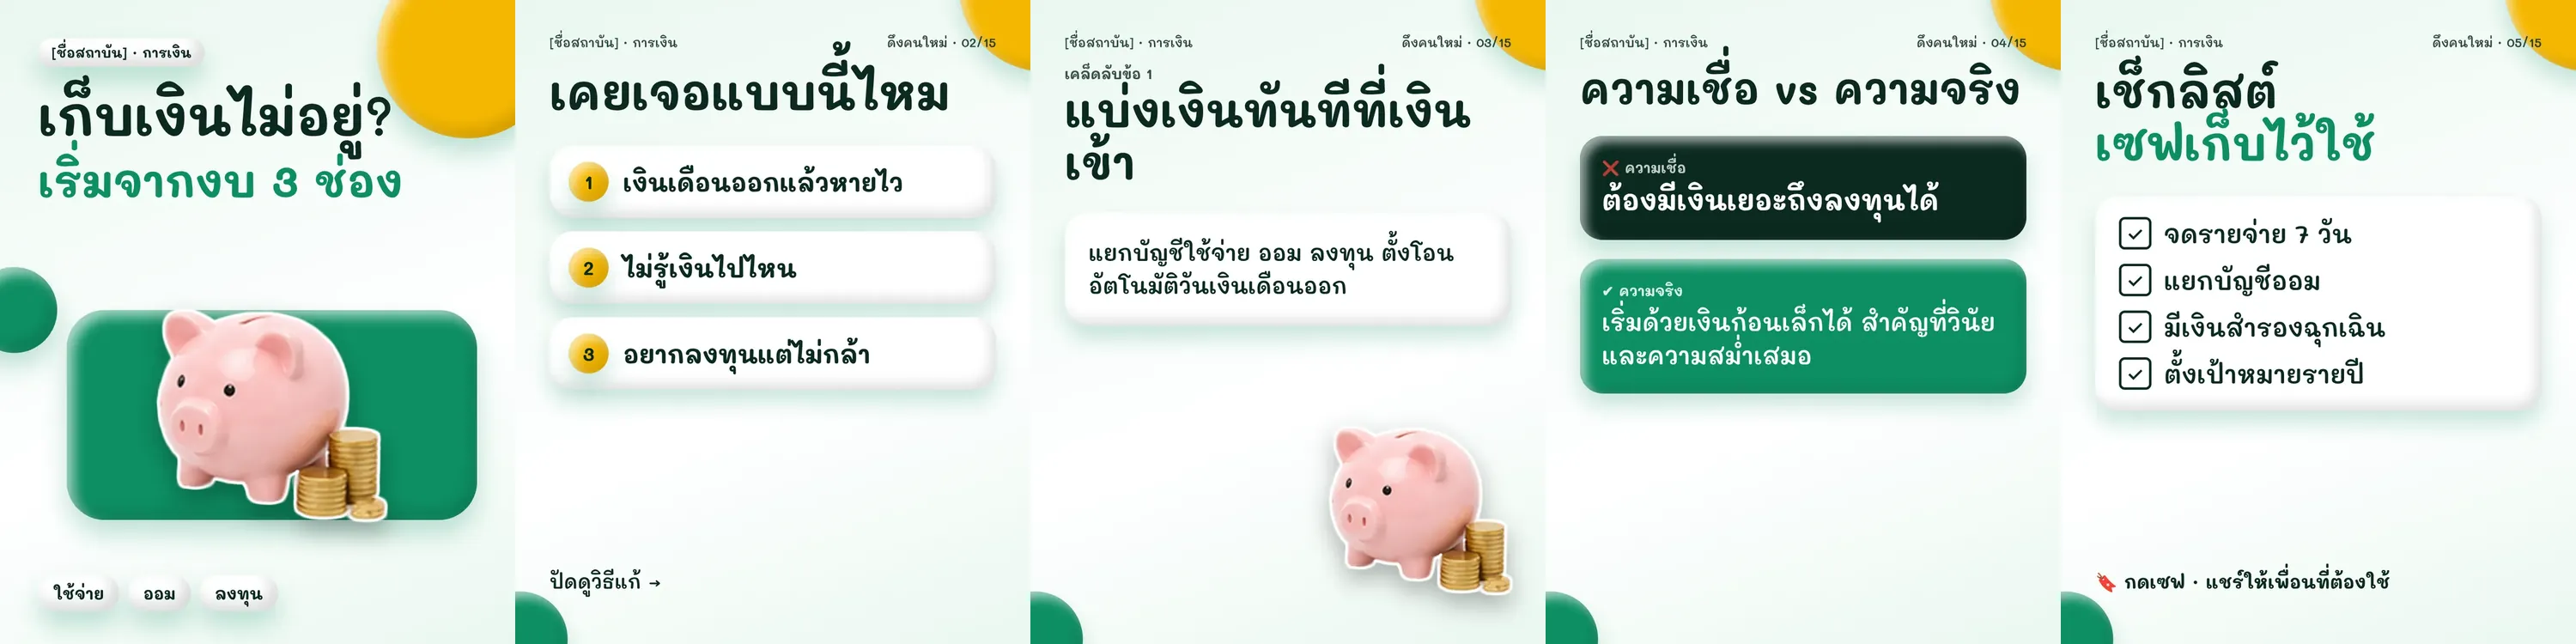 [ชื่อสถาบัน] · การเงิน
เก็บเงินไม่อยู่?
เริ่มจากงบ 3 ช่อง
ใช้จ่าย
ออม
ลงทุน
[ชื่อสถาบัน] · การเงิน
ดึงคนใหม่ · 02/15
เคยเจอแบบนี้ไหม
1 เงินเดือนออกแล้วหายไว
2 ไม่รู้เงินไปไหน
3 อยากลงทุนแต่ไม่กล้า
ปัดดูวิธีแก้ →
[ชื่อสถาบัน] · การเงิน
ดึงคนใหม่ · 03/15
เคล็ดลับข้อ 1
แบ่งเงินทันทีที่เงิน
เข้า
แยกบัญชีใช้จ่าย ออม ลงทุน ตั้งโอน
อัตโนมัติวันเงินเดือนออก
[ชื่อสถาบัน] · การเงิน
ดึงคนใหม่ · 04/15
ความเชื่อ vs ความจริง
❌ ความเชื่อ
ต้องมีเงินเยอะถึงลงทุนได้
✔ ความจริง
เริ่มด้วยเงินก้อนเล็กได้ สำคัญที่วินัย
และความสม่ำเสมอ
[ชื่อสถาบัน] · การเงิน
ดึงคนใหม่ · 05/15
เช็กลิสต์
เซฟเก็บไว้ใช้
จดรายจ่าย 7 วัน
แยกบัญชีออม
มีเงินสำรองฉุกเฉิน
ตั้งเป้าหมายรายปี
🔖 กดเซฟ · แชร์ให้เพื่อนที่ต้องใช้